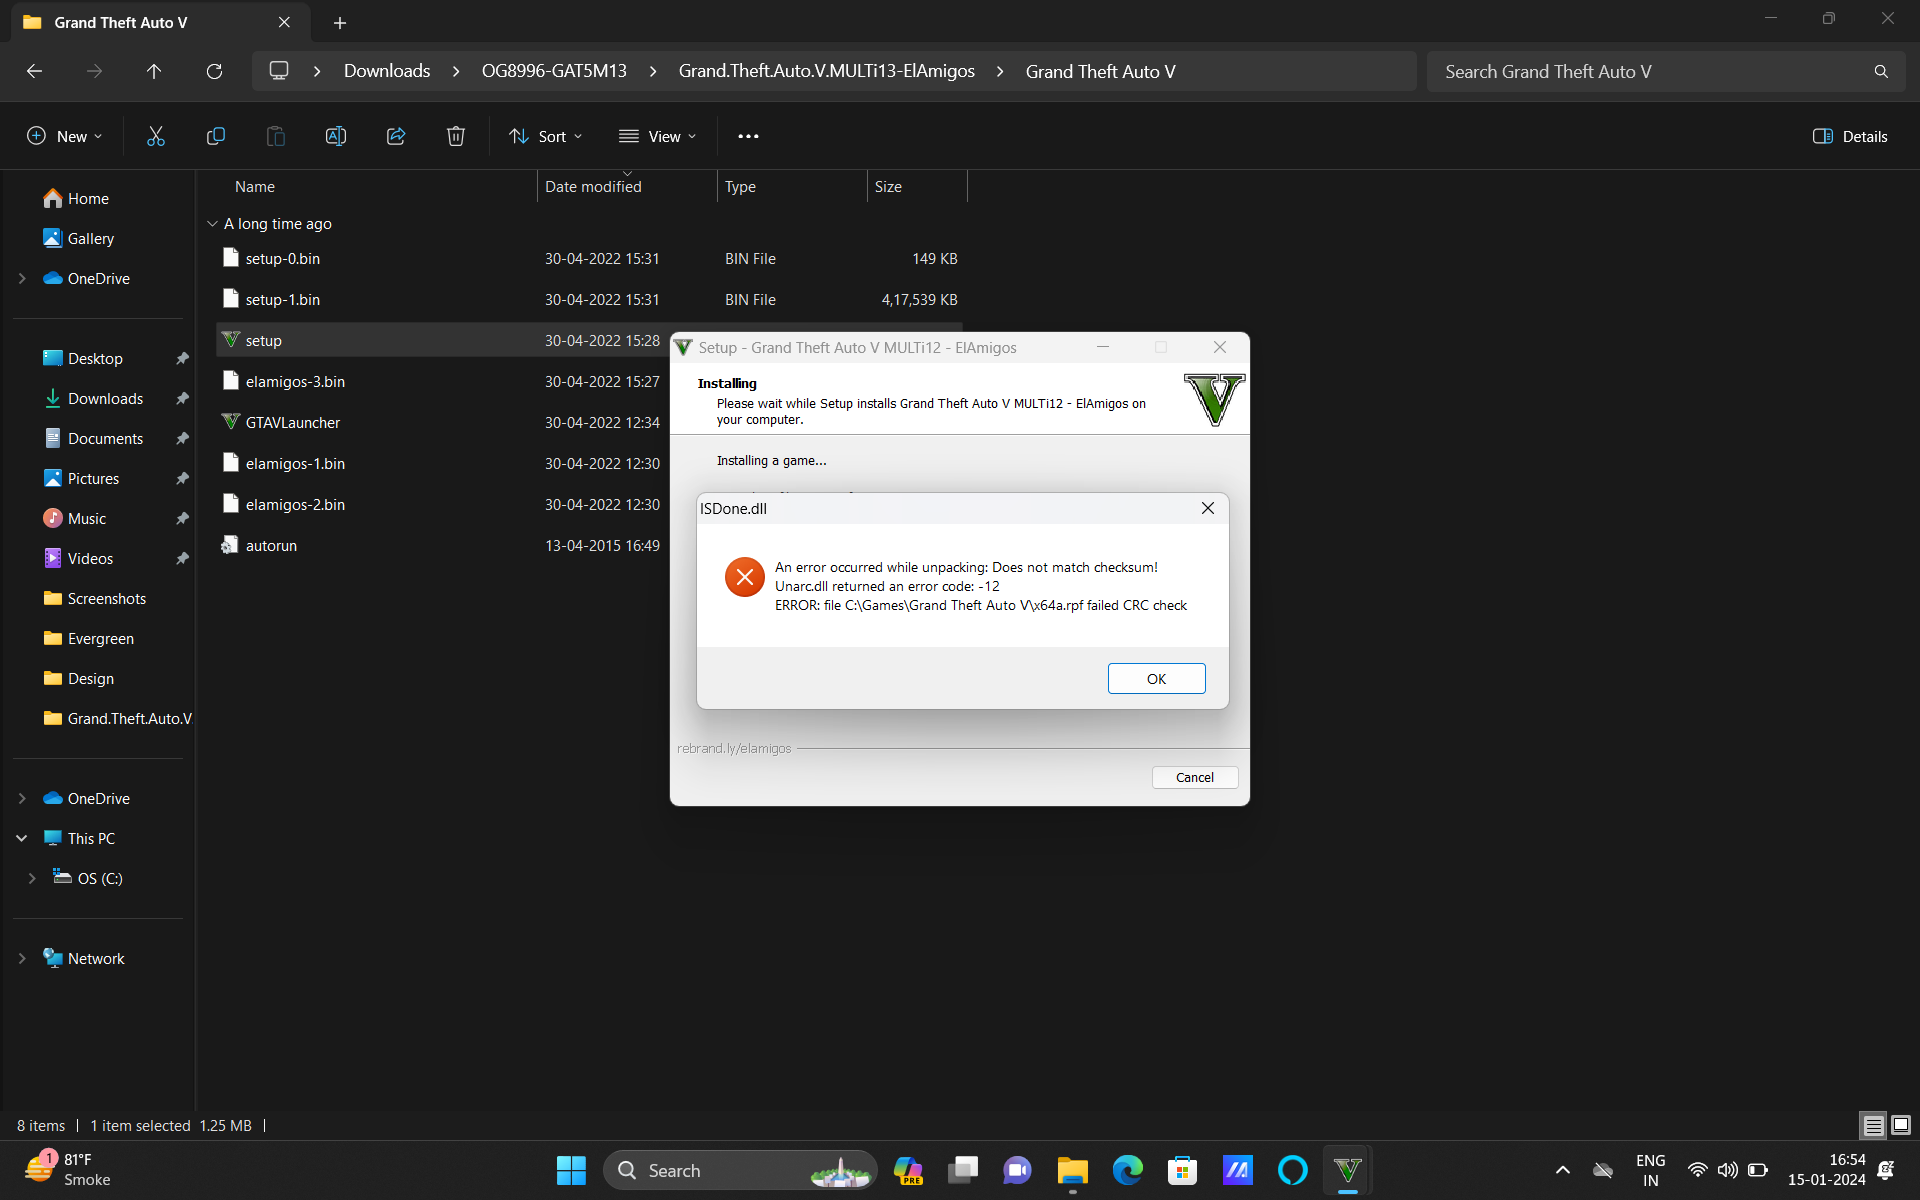 Grand Theft Auto V
Downloads
OG8996-GAT5M13
Grand.Theft.Auto.V.MULTi13-ElAmigos
Grand Theft Auto V
Search Grand Theft Auto V
New
Sort
View
Details
Name
Date modified
Type
Size
A long time ago
setup-0.bin 30-04-2022 15:31 BIN File 149 KB
setup-1.bin 30-04-2022 15:31 BIN File 4,17,539 KB
setup 30-04-2022 15:28
elamigos-3.bin 30-04-2022 15:27
GTAVLauncher 30-04-2022 12:34
elamigos-1.bin 30-04-2022 12:30
elamigos-2.bin 30-04-2022 12:30
autorun 13-04-2015 16:49
Home
Gallery
OneDrive
Desktop
Downloads
Documents
Pictures
Music
Videos
Screenshots
Evergreen
Design
Grand.Theft.Auto.V.
OneDrive
This PC
OS (C:)
Network
Setup - Grand Theft Auto V MULTi12 - ElAmigos
Installing
Please wait while Setup installs Grand Theft Auto V MULTi12 - ElAmigos on
your computer.
V
Installing a game...
ISDone.dll
An error occurred while unpacking: Does not match checksum!
Unarc.dll returned an error code: -12
ERROR: file C:\Games\Grand Theft Auto V\x64a.rpf failed CRC check
OK
rebrand.ly/elamigos
Cancel
8 items
1 item selected 1.25 MB
1
81°F
Smoke
Search
PRE
ENG
IN
16:54
15-01-2024